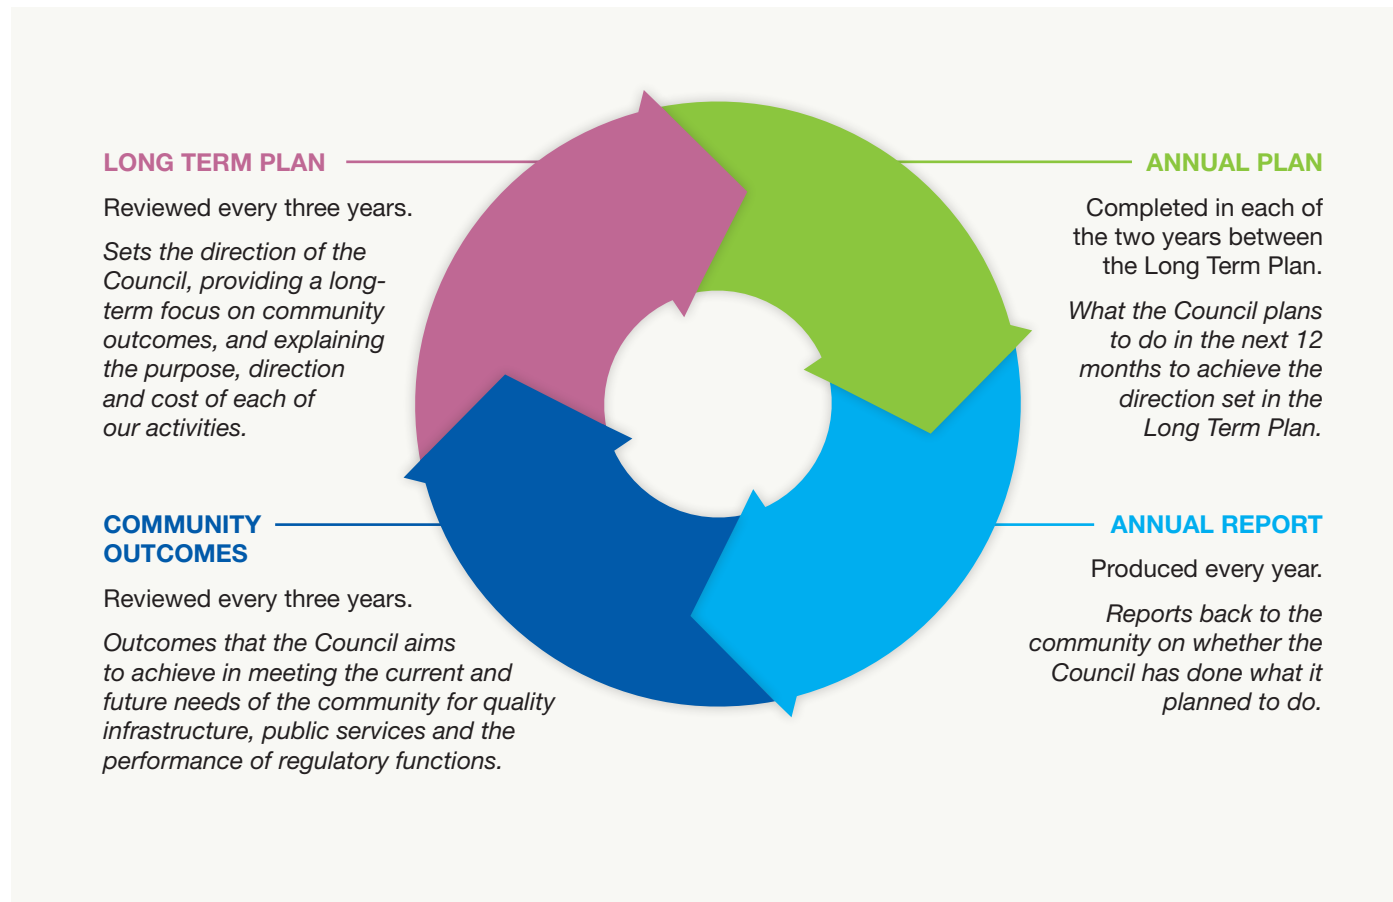 LONG TERM PLAN
Reviewed every three years.
Sets the direction of the
Council, providing a long-
term focus on community
outcomes, and explaining
the purpose, direction
and cost of each of
our activities.
ANNUAL PLAN
Completed in each of
the two years between
the Long Term Plan.
What the Council plans
to do in the next 12
months to achieve the
direction set in the
Long Term Plan.
COMMUNITY
OUTCOMES
Reviewed every three years.
Outcomes that the Council aims
to achieve in meeting the current and
future needs of the community for quality
infrastructure, public services and the
performance of regulatory functions.
ANNUAL REPORT
Produced every year.
Reports back to the
community on whether the
Council has done what it
planned to do.